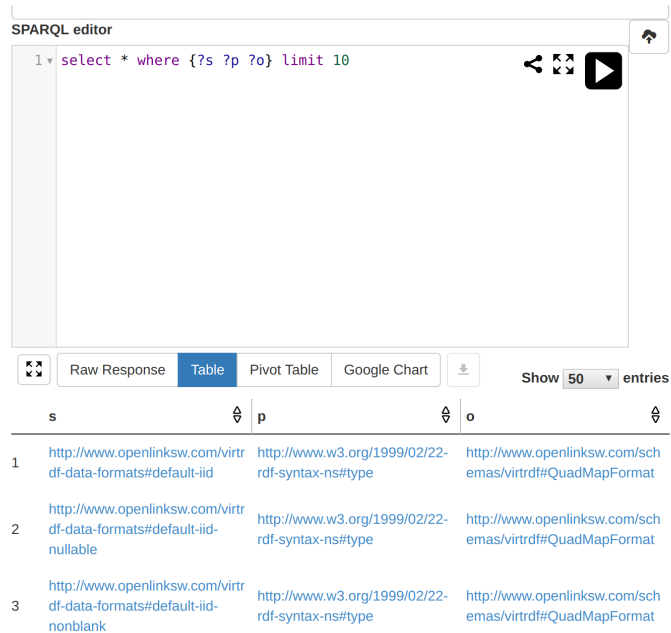 SPARQL editor
1 select * where {?s ?p ?o} limit 10
Raw Response Table Pivot Table Google Chart
Show 50 entries
s p o
1 http://www.openlinksw.com/virtr http://www.w3.org/1999/02/22- http://www.openlinksw.com/sch
df-data-formats#default-iid rdf-syntax-ns#type emas/virtrdf#QuadMapFormat
http://www.openlinksw.com/virtr
2 df-data-formats#default-iid- http://www.w3.org/1999/02/22- http://www.openlinksw.com/sch
nullable rdf-syntax-ns#type emas/virtrdf#QuadMapFormat
http://www.openlinksw.com/virtr
3 df-data-formats#default-iid- http://www.w3.org/1999/02/22- http://www.openlinksw.com/sch
nonblank rdf-syntax-ns#type emas/virtrdf#QuadMapFormat